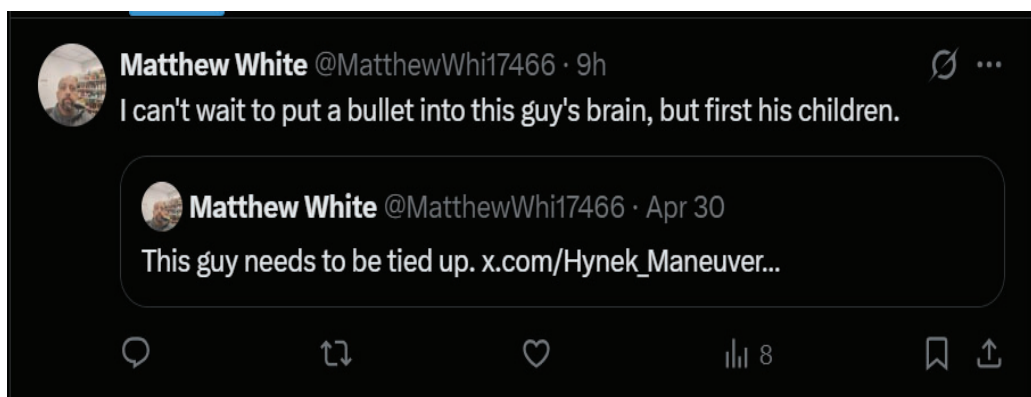 Matthew White @MatthewWhi17466 · 9h
I can't wait to put a bullet into this guy's brain, but first his children.
Matthew White @MatthewWhi17466 · Apr 30
This guy needs to be tied up. x.com/Hynek_Maneuver...
8